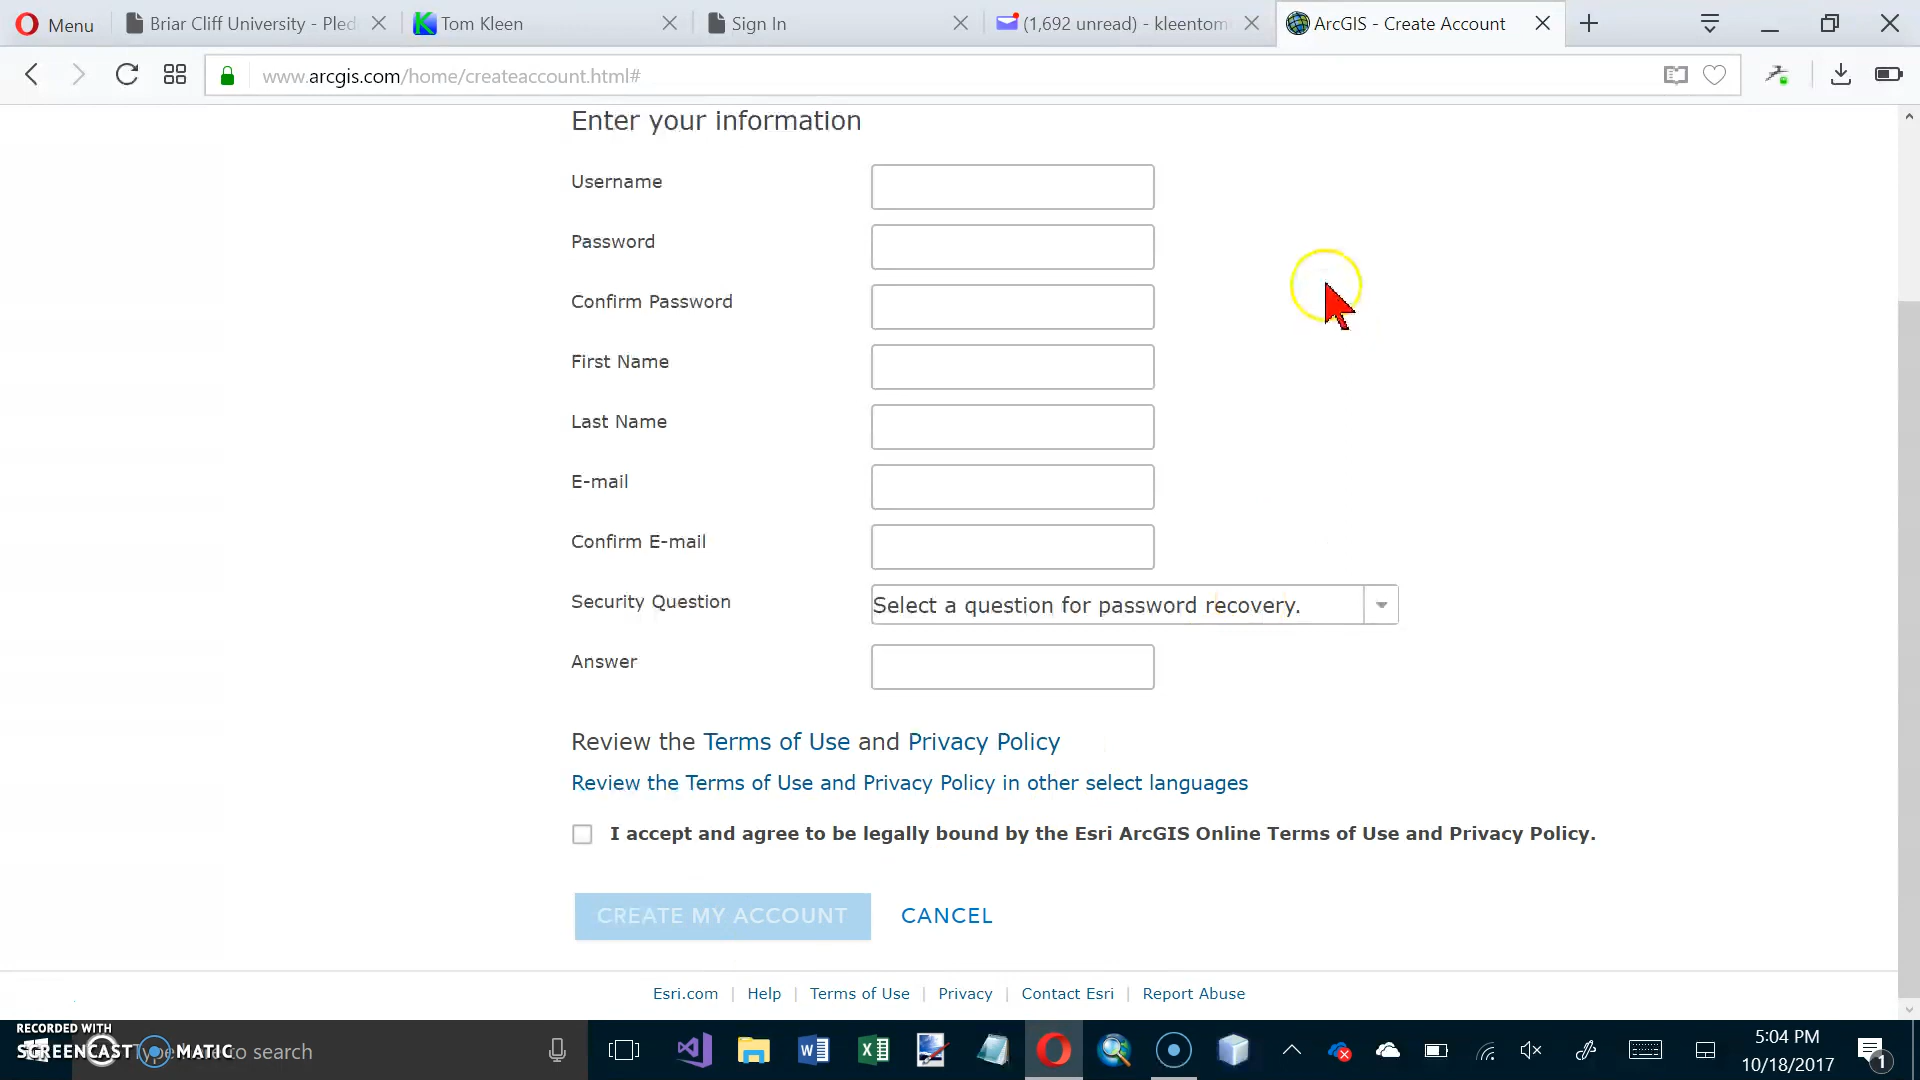 Menu
Briar Cliff University - Pled
Tom Kleen
Sign In
(1,692 unread) - kleentom
ArcGIS - Create Account
www.arcgis.com/home/createaccount.html#
Enter your information
Username
Password
Confirm Password
First Name
Last Name
E-mail
Confirm E-mail
Security Question
Select a question for password recovery.
Answer
Review the Terms of Use and Privacy Policy
Review the Terms of Use and Privacy Policy in other select languages
I accept and agree to be legally bound by the Esri ArcGIS Online Terms of Use and Privacy Policy.
CREATE MY ACCOUNT
CANCEL
Esri.com | Help | Terms of Use | Privacy | Contact Esri | Report Abuse
RECORDED WITH
SCREENCAST MATIC
to search
5:04 PM
10/18/2017
1